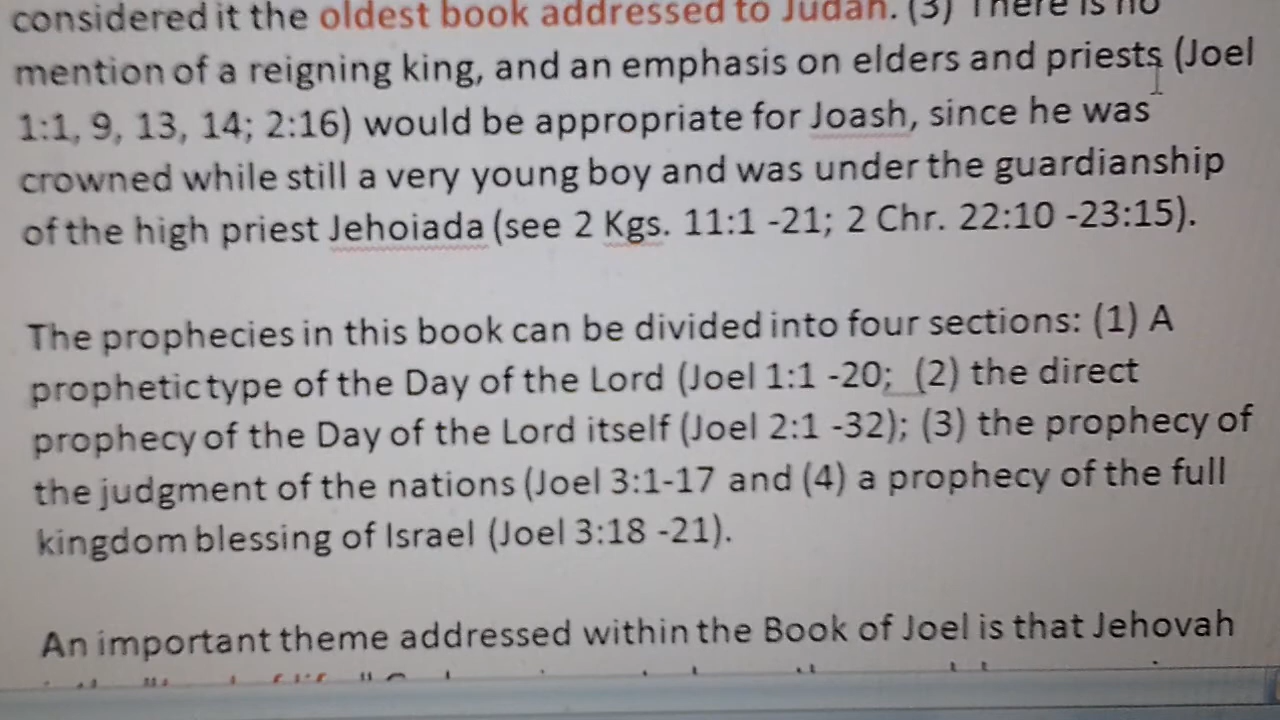 considered it the oldest book addressed to Judah. (3) There is no
mention of a reigning king, and an emphasis on elders and priests (Joel
1:1, 9, 13, 14; 2:16) would be appropriate for Joash, since he was
crowned while still a very young boy and was under the guardianship
of the high priest Jehoiada (see 2 Kgs. 11:1 -21; 2 Chr. 22:10 -23:15).
The prophecies in this book can be divided into four sections: (1) A
prophetic type of the Day of the Lord (Joel 1:1 -20;  (2) the direct
prophecy of the Day of the Lord itself (Joel 2:1 -32); (3) the prophecy of
the judgment of the nations (Joel 3:1-17 and (4) a prophecy of the full
kingdom blessing of Israel (Joel 3:18 -21).
An important theme addressed within the Book of Joel is that Jehovah